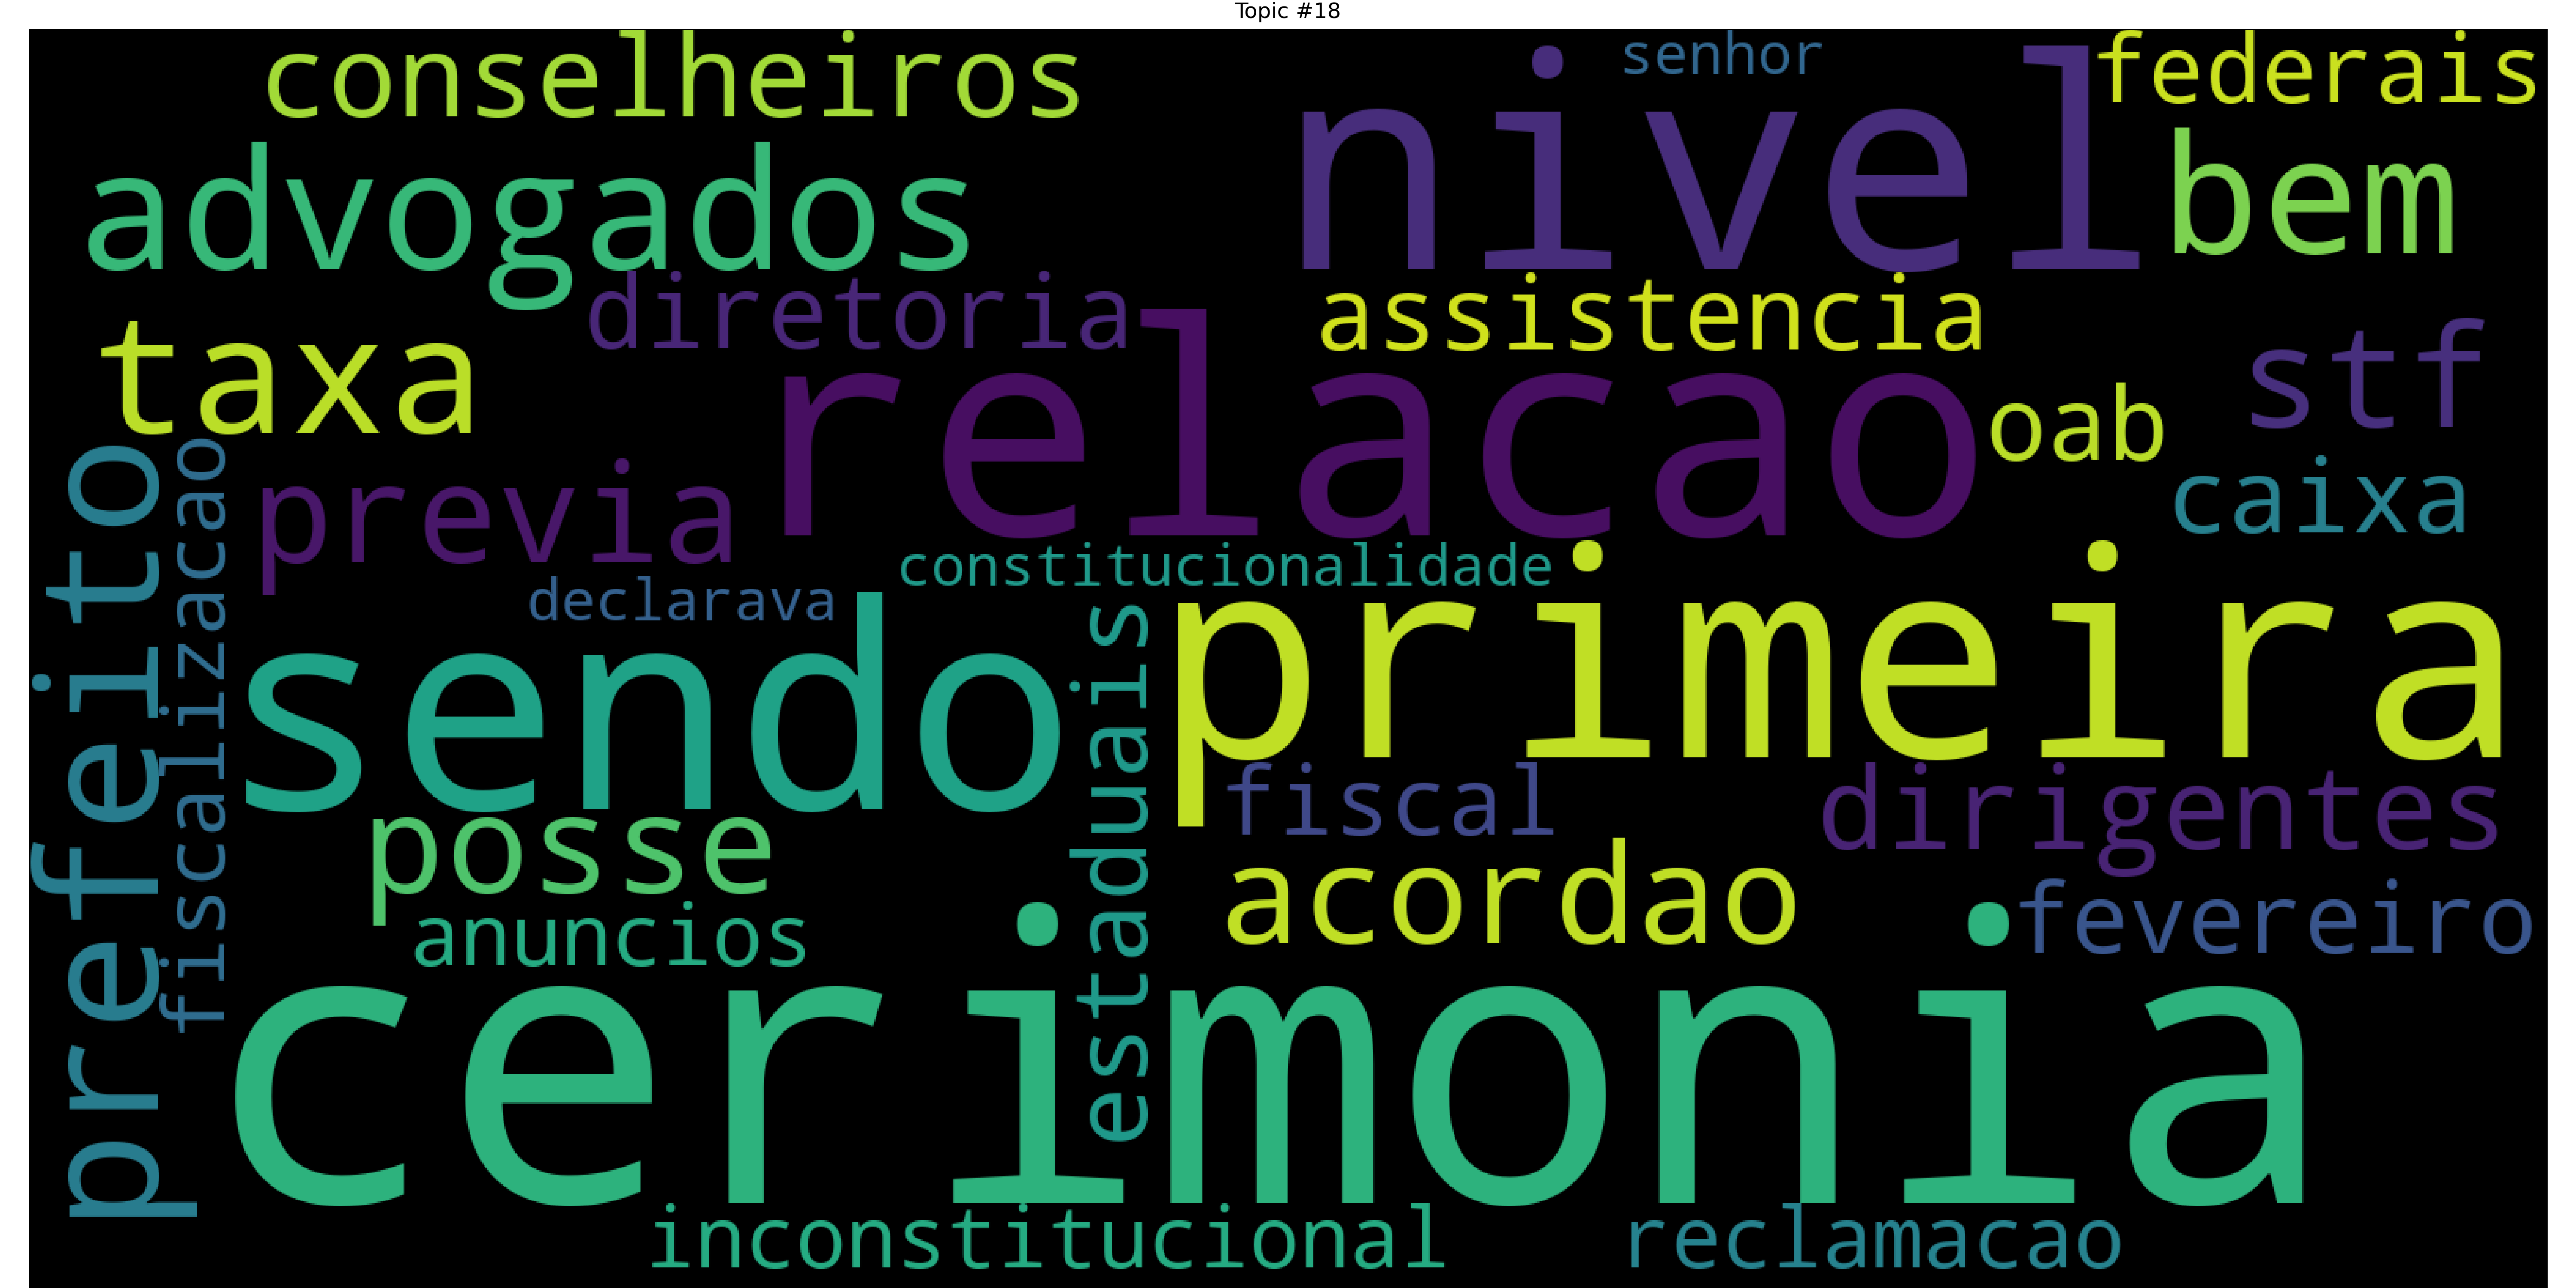 Topic #18
conselheiros
senhor
federais
nivel
advogados
bem
diretoria
assistencia
taxa
relacao
stf
oab
previa
caixa
prefeito
fiscalizacao
constitucionalidade
declarava
sendo
primeira
estaduais
fiscal
dirigentes
posse
acordao
anuncios
fevereiro
cerimonia
inconstitucional
reclamacao